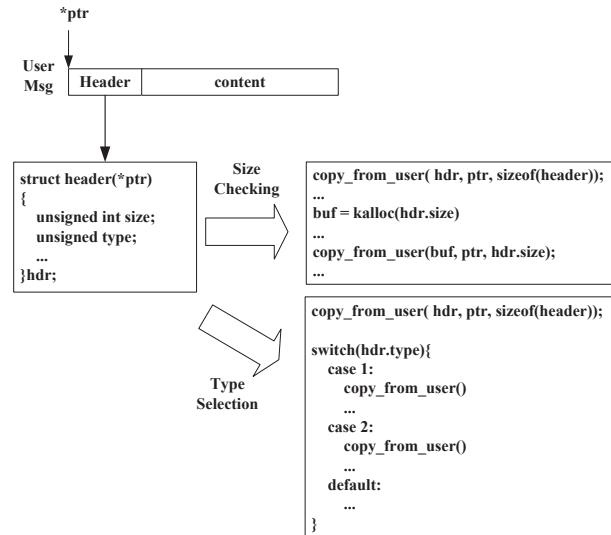 *ptr
User
Msg
Header
content
struct header(*ptr)
{
unsigned int size;
unsigned type;
...
}hdr;
Size
Checking
copy_from_user( hdr, ptr, sizeof(header));
...
buf = kalloc(hdr.size)
...
copy_from_user(buf, ptr, hdr.size);
...
Type
Selection
copy_from_user( hdr, ptr, sizeof(header));
switch(hdr.type){
case 1:
copy_from_user()
...
case 2:
copy_from_user()
...
default:
...
}